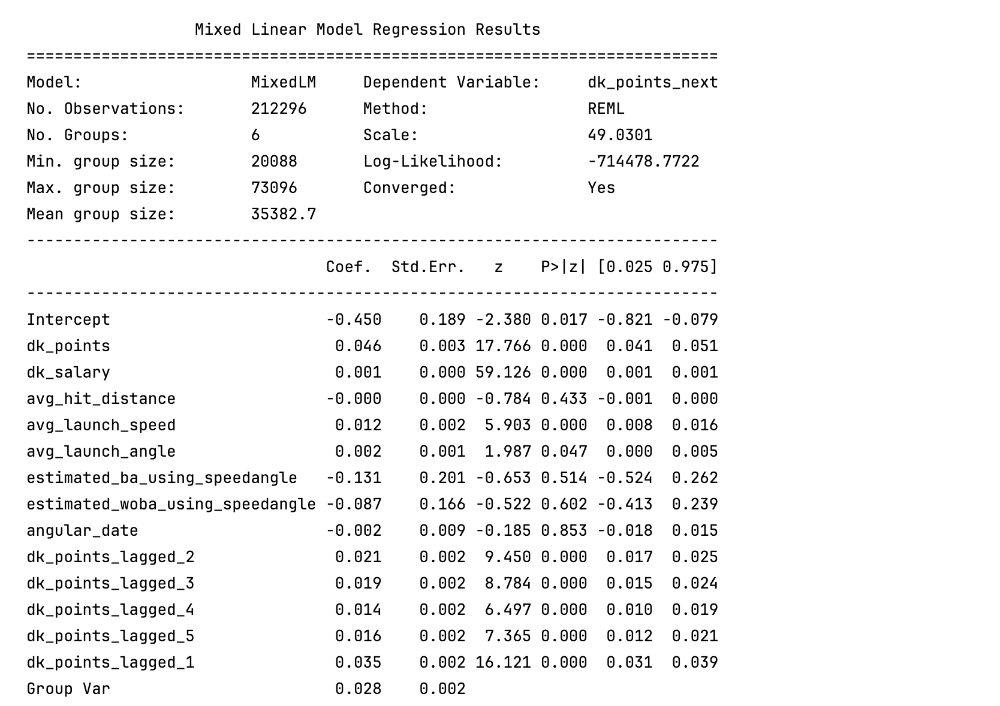 Mixed Linear Model Regression Results
==========================================================================
Model: MixedLM Dependent Variable: dk_points_next
No. Observations: 212296 Method: REML
No. Groups: 6 Scale: 49.0301
Min. group size: 20088 Log-Likelihood: -714478.7722
Max. group size: 73096 Converged: Yes
Mean group size: 35382.7
--------------------------------------------------------------------------
Coef. Std.Err. z P>|z| [0.025 0.975]
--------------------------------------------------------------------------
Intercept -0.450 0.189 -2.380 0.017 -0.821 -0.079
dk_points 0.046 0.003 17.766 0.000 0.041 0.051
dk_salary 0.001 0.000 59.126 0.000 0.001 0.001
avg_hit_distance -0.000 0.000 -0.784 0.433 -0.001 0.000
avg_launch_speed 0.012 0.002 5.903 0.000 0.008 0.016
avg_launch_angle 0.002 0.001 1.987 0.047 0.000 0.005
estimated_ba_using_speedangle -0.131 0.201 -0.653 0.514 -0.524 0.262
estimated_woba_using_speedangle -0.087 0.166 -0.522 0.602 -0.413 0.239
angular_date -0.002 0.009 -0.185 0.853 -0.018 0.015
dk_points_lagged_2 0.021 0.002 9.450 0.000 0.017 0.025
dk_points_lagged_3 0.019 0.002 8.784 0.000 0.015 0.024
dk_points_lagged_4 0.014 0.002 6.497 0.000 0.010 0.019
dk_points_lagged_5 0.016 0.002 7.365 0.000 0.012 0.021
dk_points_lagged_1 0.035 0.002 16.121 0.000 0.031 0.039
Group Var 0.028 0.002